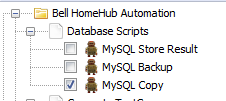 Bell HomeHub Automation
Database Scripts
MySQL Store Result
MySQL Backup
MySQL Copy